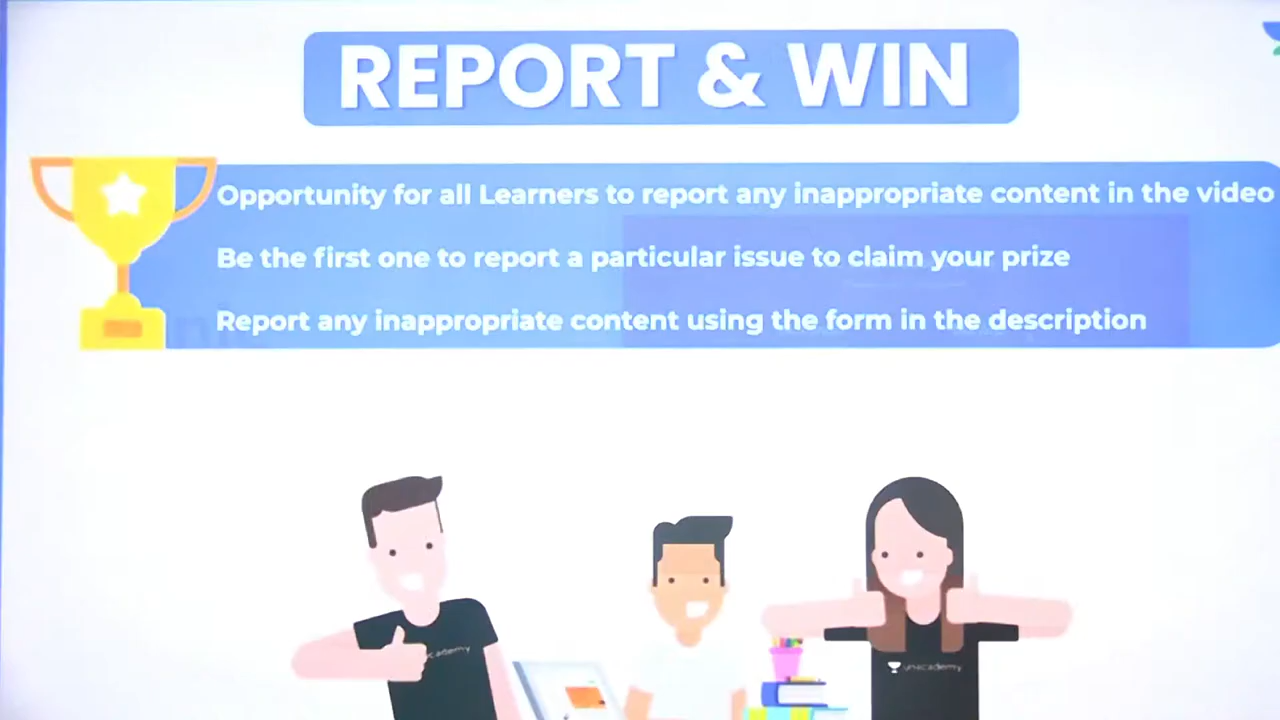 REPORT & WIN
Opportunity for all Learners to report any inappropriate content in the video
Be the first one to report a particular issue to claim your prize
Report any inappropriate content using the form in the description
unacademy